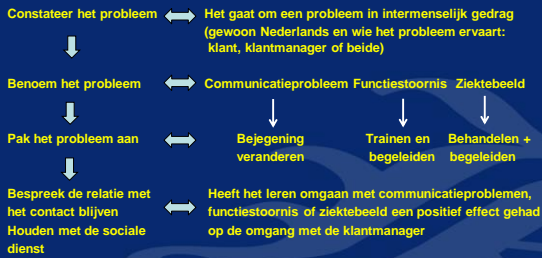 Constateer het probleem
Het gaat om een probleem in intermenselijk gedrag
(gewoon Nederlands en wie het probleem ervaart:
klant, klantmanager of beide)
Benoem het probleem
Communicatieprobleem Functiestoornis Ziektebeeld
Pak het probleem aan
Bejegening
veranderen
Trainen en
begeleiden
Behandelen +
begeleiden
Bespreek de relatie met
het contact blijven
Houden met de sociale
dienst
Heeft het leren omgaan met communicatieproblemen,
functiestoornis of ziektebeeld een positief effect gehad
op de omgang met de klantmanager